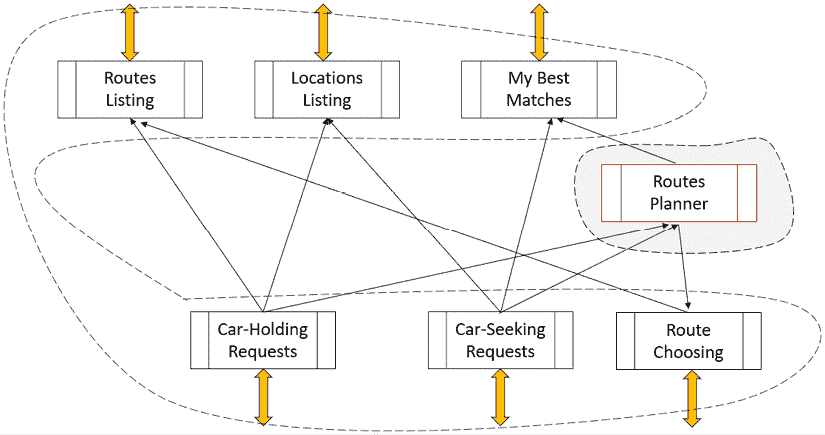 Routes
Listing
Locations
Listing
My Best
Matches
Routes
Planner
Car-Holding
Requests
Car-Seeking
Requests
Route
Choosing